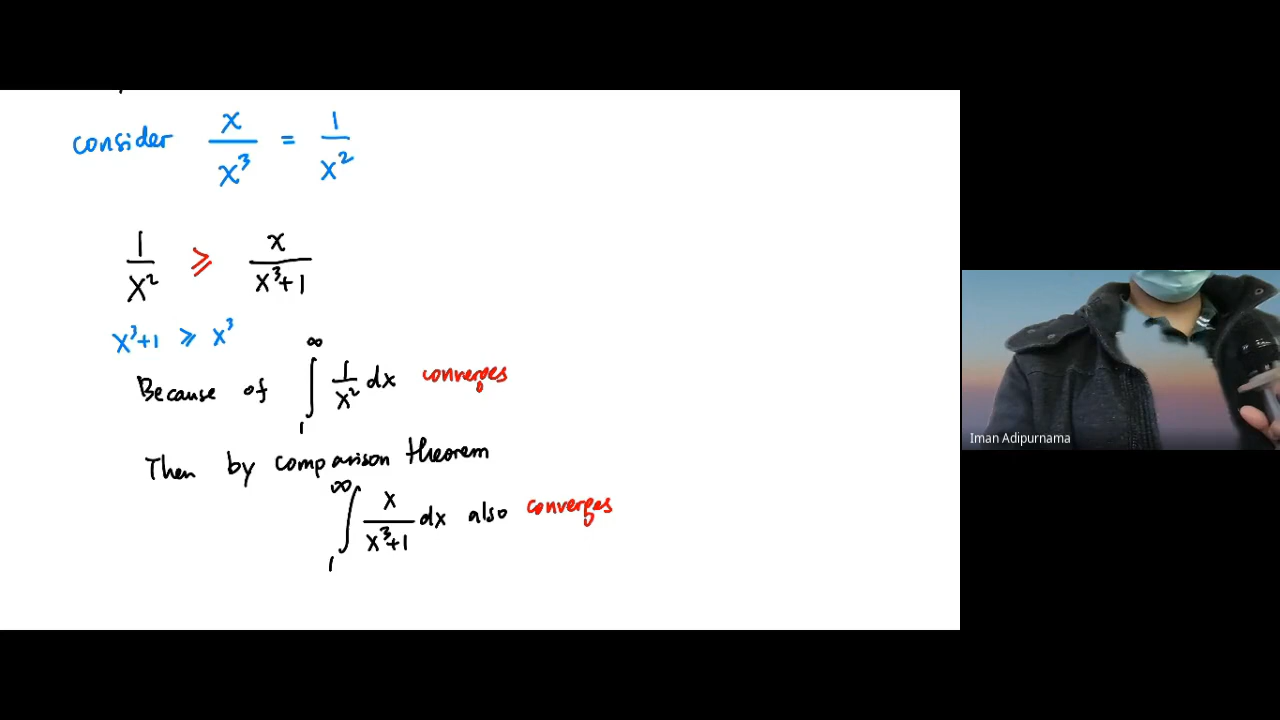 consider x/x³ = 1/x²
1/x² ⩾ x/(x³+1)
x³+1 ⩾ x³
Because of ∫₁^∞ 1/x² dx converges
Then by comparison theorem
∫₁^∞ x/(x³+1) dx also converges
Iman Adipurnama